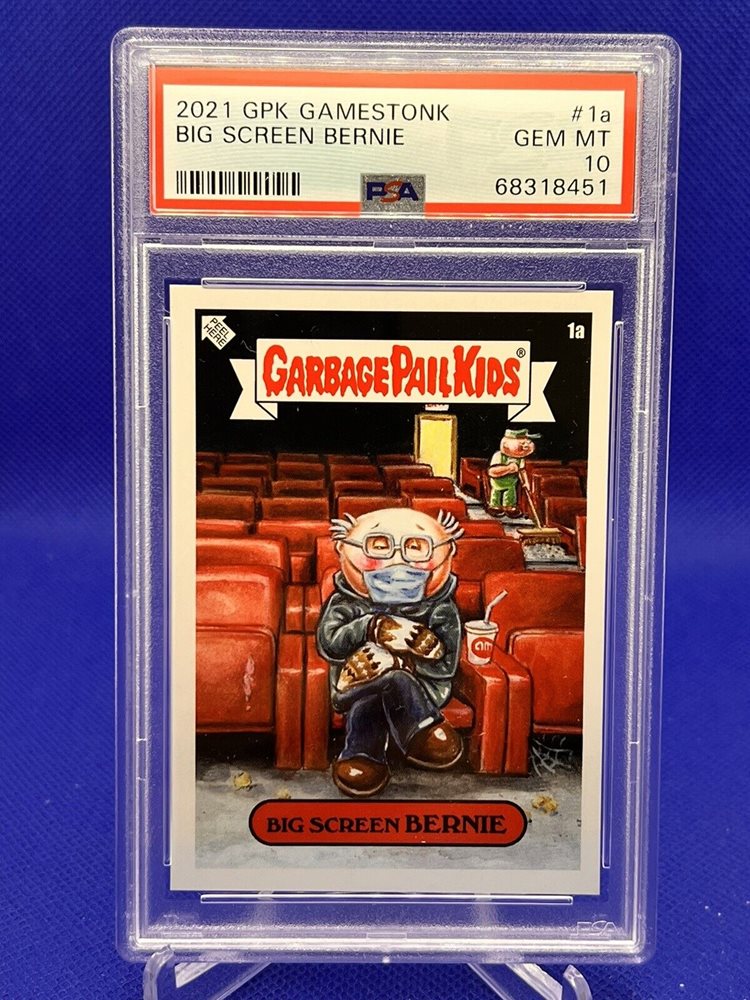 2021 GPK GAMESTONK #1a
BIG SCREEN BERNIE GEM MT
10
PSA 68318451
PEEL HERE
1a
GARBAGE PAIL KIDS®
BIG SCREEN BERNIE
PSA